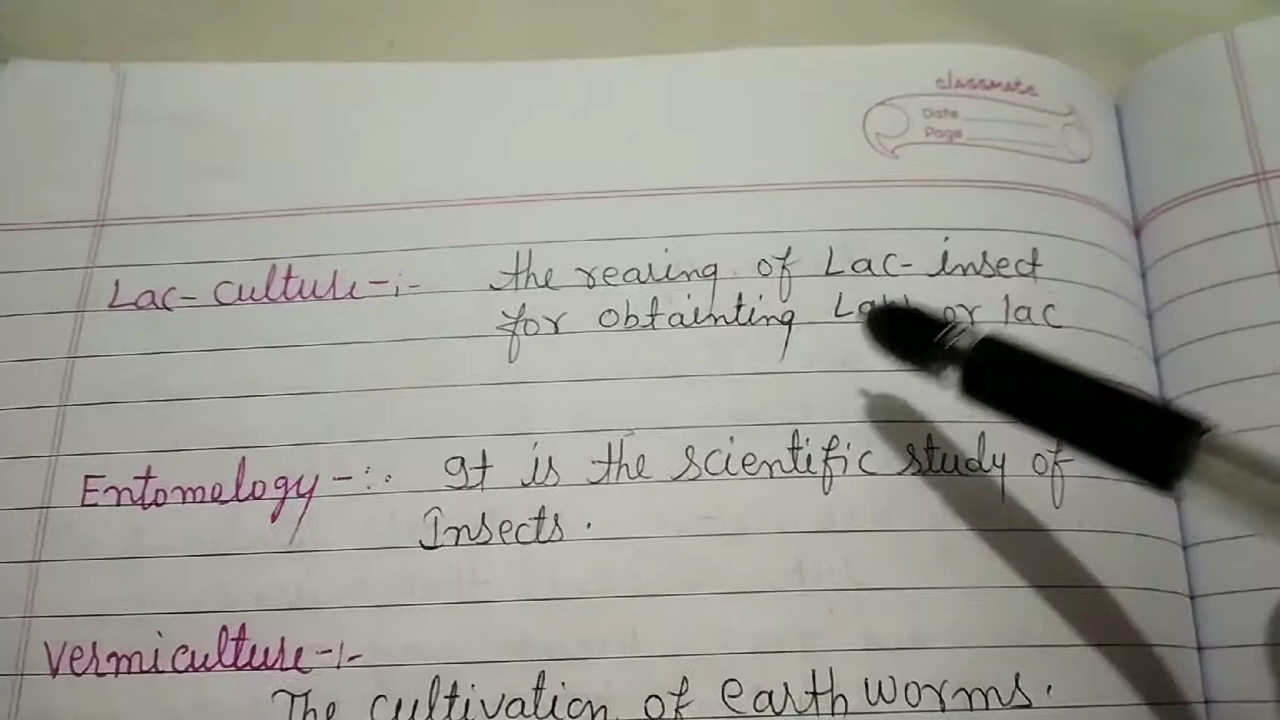 classmate
Date
Page
Lac-culture-:- the rearing of Lac-insect
for obtainting or lac
Entomology-:. It is the scientific study of
Insects.
Vermiculture-:-
The cultivation of earthworms.